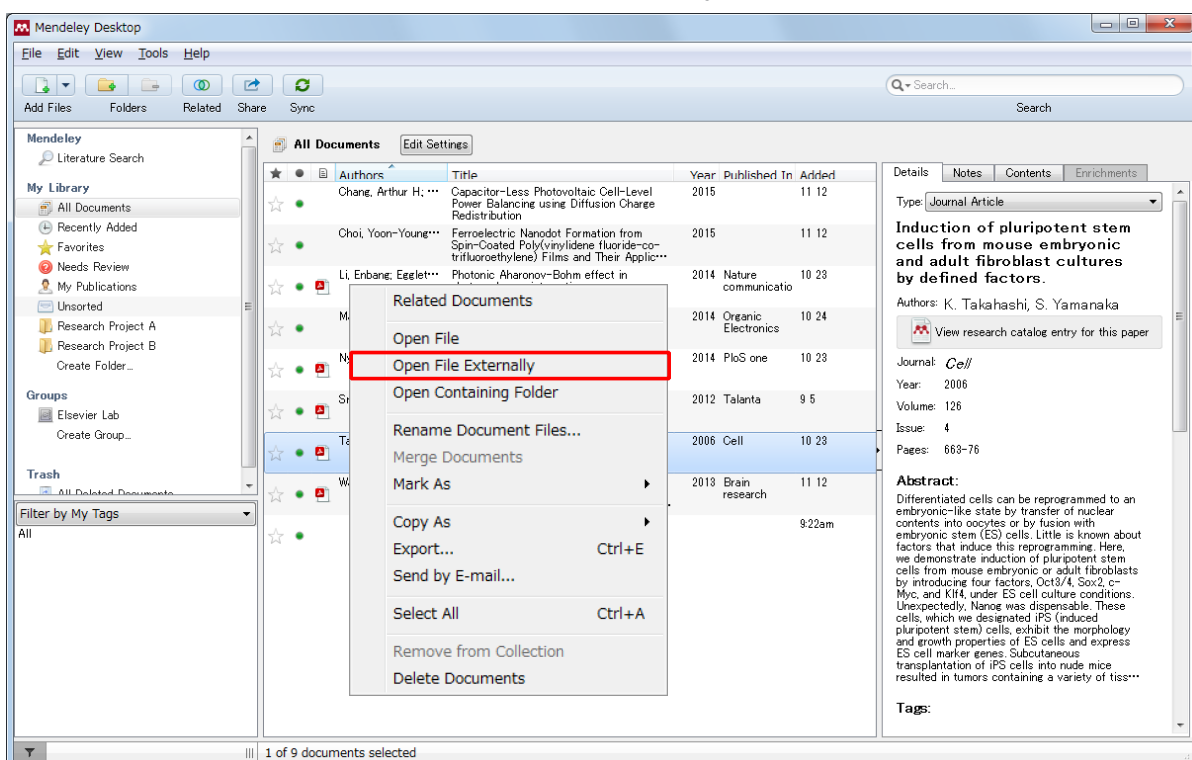 Mendeley Desktop
File Edit View Tools Help
Add Files Folders Related Share Sync
Search...
Search
Mendeley
Literature Search
My Library
All Documents
Recently Added
Favorites
Needs Review
My Publications
Unsorted
Research Project A
Research Project B
Create Folder...
Groups
Elsevier Lab
Create Group...
Trash
All Deleted Documents
Filter by My Tags
All
All Documents Edit Settings
Authors Title Year Published In Added
Chang, Arthur H; ... Capacitor-Less Photovoltaic Cell-Level 2015 11 12
Power Balancing using Diffusion Charge
Redistribution
Choi, Yoon-Young... Ferroelectric Nanodot Formation from 2015 11 12
Spin-Coated Poly(vinylidene fluoride-co-
trifluoroethylene) Films and Their Applic...
Li, Enbang; Egglet... Photonic Aharonov-Bohm effect in 2014 Nature 10 23
communicatio
2014 Organic 10 24
Electronics
2014 PloS one 10 23
2012 Talanta 9 5
2006 Cell 10 23
2013 Brain 11 12
research
9:22am
Related Documents
Open File
Open File Externally
Open Containing Folder
Rename Document Files...
Merge Documents
Mark As
Copy As
Export... Ctrl+E
Send by E-mail...
Select All Ctrl+A
Remove from Collection
Delete Documents
Details Notes Contents Enrichments
Type: Journal Article
Induction of pluripotent stem
cells from mouse embryonic
and adult fibroblast cultures
by defined factors.
Authors: K. Takahashi, S. Yamanaka
View research catalog entry for this paper
Journal: Cell
Year: 2006
Volume: 126
Issue: 4
Pages: 663-76
Abstract:
Differentiated cells can be reprogrammed to an
embryonic-like state by transfer of nuclear
contents into oocytes or by fusion with
embryonic stem (ES) cells. Little is known about
factors that induce this reprogramming. Here,
we demonstrate induction of pluripotent stem
cells from mouse embryonic or adult fibroblasts
by introducing four factors, Oct3/4, Sox2, c-
Myc, and Klf4, under ES cell culture conditions.
Unexpectedly, Nanog was dispensable. These
cells, which we designated iPS (induced
pluripotent stem) cells, exhibit the morphology
and growth properties of ES cells and express
ES cell marker genes. Subcutaneous
transplantation of iPS cells into nude mice
resulted in tumors containing a variety of tiss...
Tags:
1 of 9 documents selected